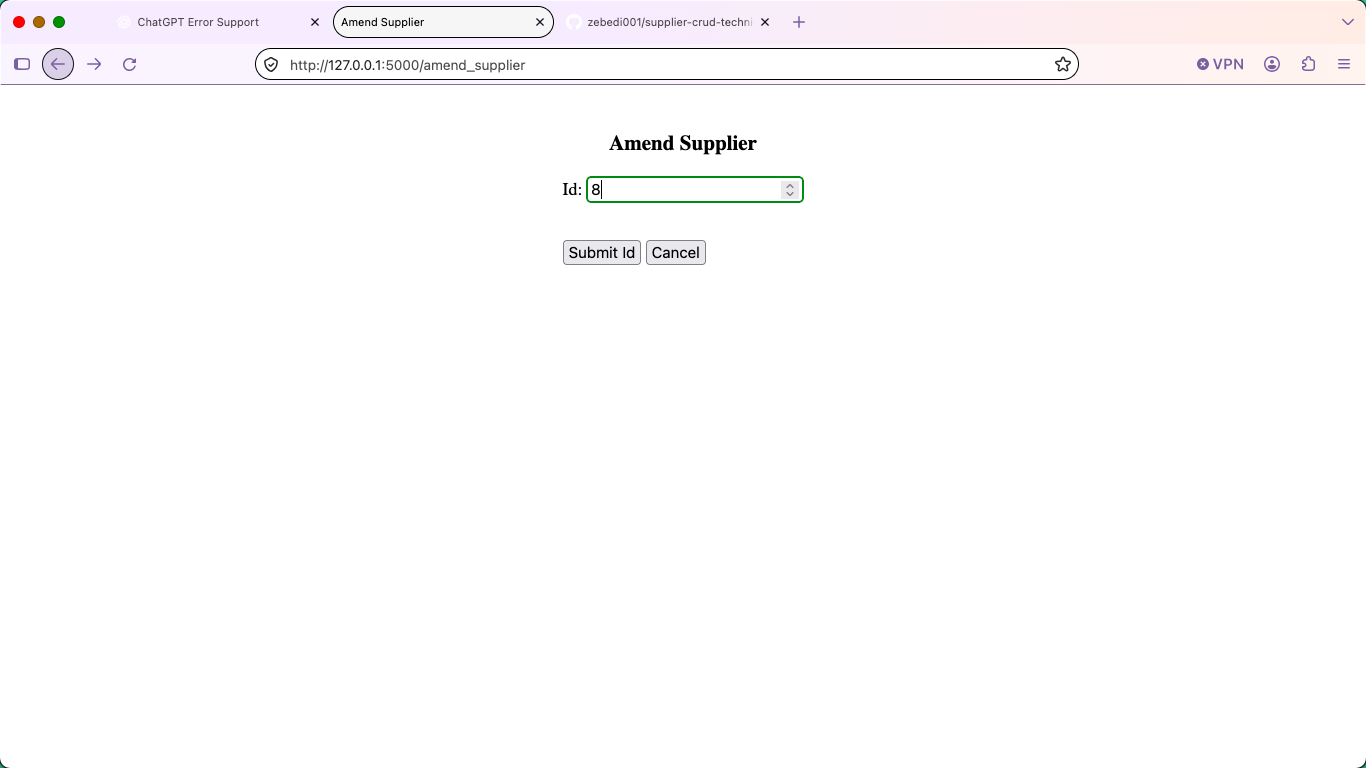 ChatGPT Error Support
Amend Supplier
zebedi001/supplier-crud-techni
http://127.0.0.1:5000/amend_supplier
VPN
Amend Supplier
Id: 8
Submit Id Cancel